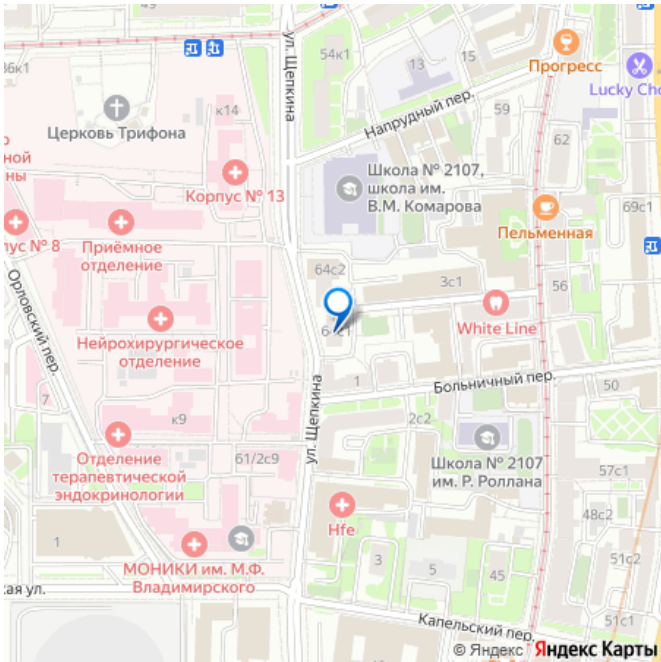 54к1
13
15
Прогресс
Lucky Cho
ул. Щепкина
Напрудный пер.
59
62
Церковь Трифона
к14
ной
ны
Корпус № 13
Школа № 2107,
школа им.
В.М. Комарова
69с1
Пельменная
пус № 8
Приёмное
отделение
64с2
3с1
56
White Line
Орловский пер.
Нейрохирургическое
отделение
1
Больничный пер.
50
7
к9
ул. Щепкина
2с2
Отделение
терапевтической
эндокринологии
61/2с9
Школа № 2107
им. Р. Роллана
57с1
48с2
Hfe
1
МОНИКИ им. М.Ф.
Владимирского
3
5
45
51с2
кая ул.
Капельский пер.
51с1
© Яндекс Яндекс Карты